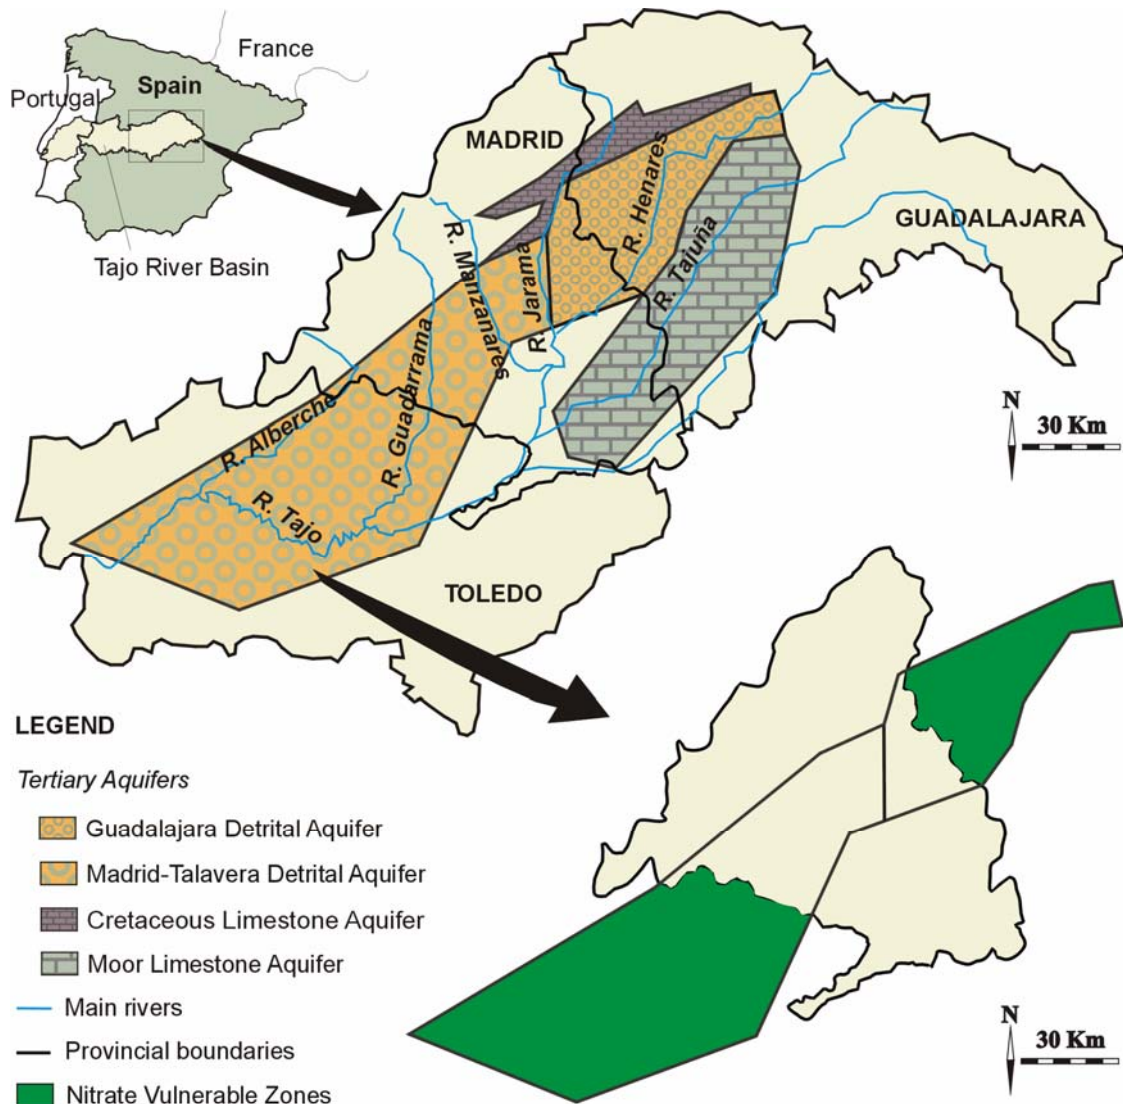 France
Spain
Portugal
Tajo River Basin
MADRID
GUADALAJARA
TOLEDO
R. Henares
R. Tajuña
R. Jarama
R. Manzanares
R. Guadarrama
R. Alberche
R. Tajo
N
30 Km
LEGEND
Tertiary Aquifers
Guadalajara Detrital Aquifer
Madrid-Talavera Detrital Aquifer
Cretaceous Limestone Aquifer
Moor Limestone Aquifer
Main rivers
Provincial boundaries
Nitrate Vulnerable Zones
N
30 Km